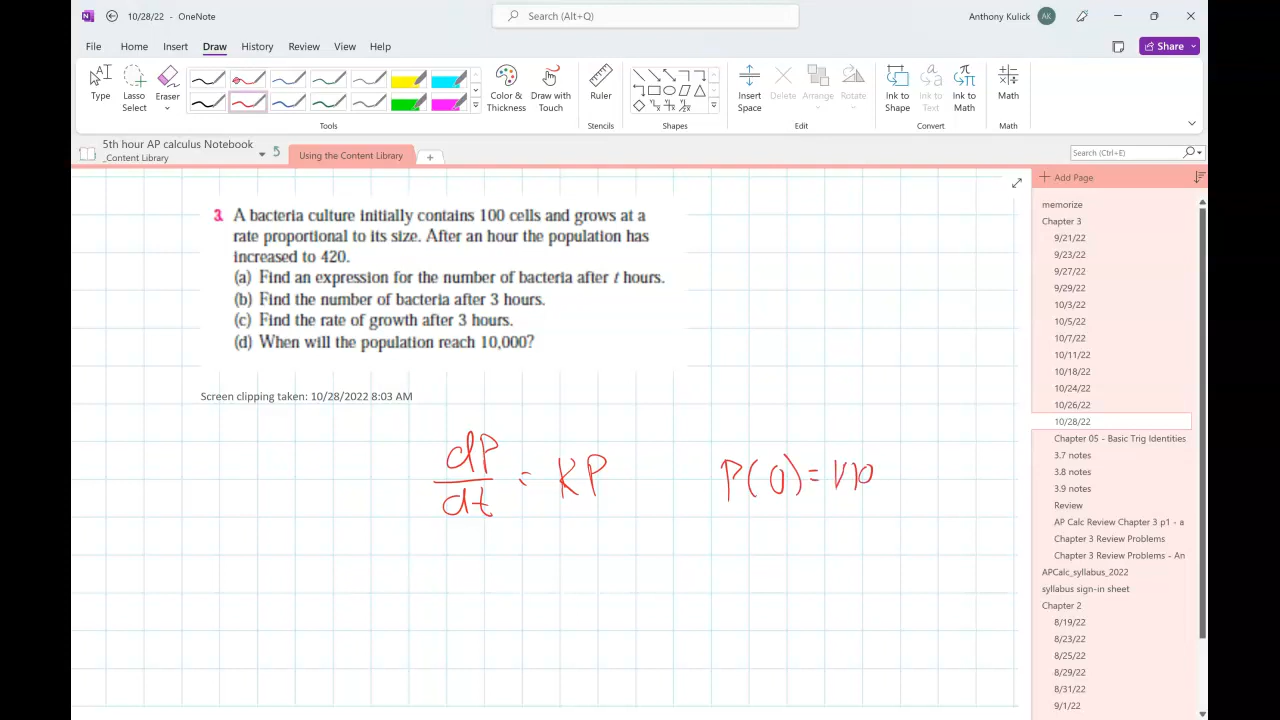 10/28/22
Search (Alt+Q)
Anthony Kulick
AK
File Home Insert Draw History Review View Help
Share
Type
Lasso Select
Eraser
Color & Thickness
Draw with Touch
Ruler
Insert Space
Delete
Arrange
Rotate
Ink to Shape
Ink to Text
Ink to Math
Math
Tools
Stencils
Shapes
Edit
Convert
Math
5th hour AP calculus Notebook
_Content Library
Using the Content Library
Search (Ctrl+E)
3. A bacteria culture initially contains 100 cells and grows at a
rate proportional to its size. After an hour the population has
increased to 420.
(a) Find an expression for the number of bacteria after t hours.
(b) Find the number of bacteria after 3 hours.
(c) Find the rate of growth after 3 hours.
(d) When will the population reach 10,000?
Screen clipping taken: 10/28/2022 8:03 AM
dP/dt = KP
P(0)=100
Add Page
memorize
Chapter 3
9/21/22
9/23/22
9/27/22
9/29/22
10/3/22
10/5/22
10/7/22
10/11/22
10/18/22
10/24/22
10/26/22
10/28/22
Chapter 05 - Basic Trig Identities
3.7 notes
3.8 notes
3.9 notes
Review
AP Calc Review Chapter 3 p1 - a
Chapter 3 Review Problems
Chapter 3 Review Problems - An
APCalc_syllabus_2022
syllabus sign-in sheet
Chapter 2
8/19/22
8/23/22
8/25/22
8/29/22
8/31/22
9/1/22